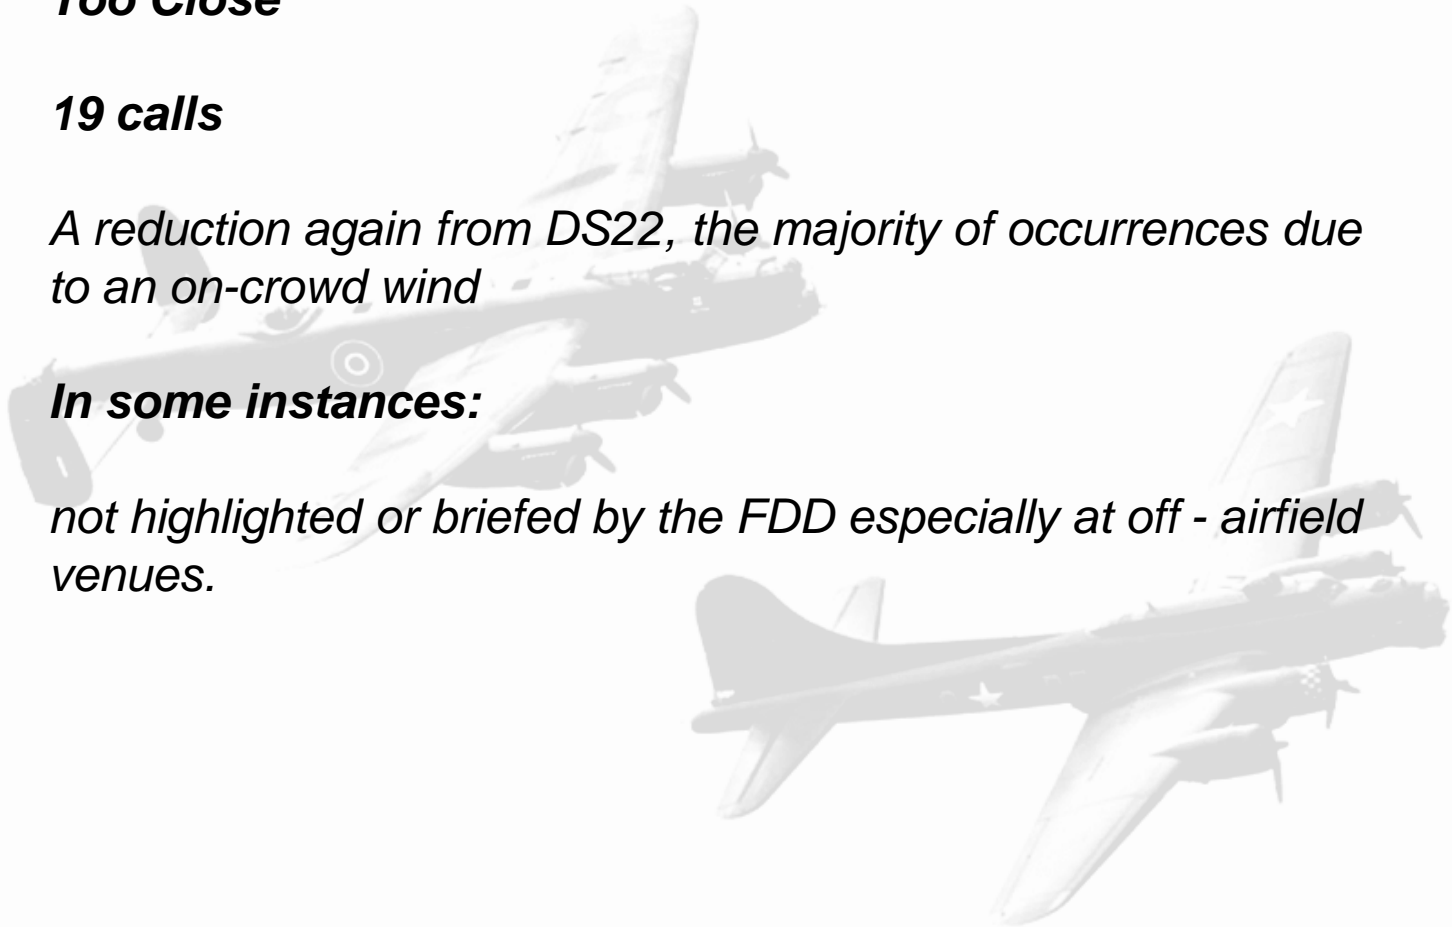 Too Close
19 calls
A reduction again from DS22, the majority of occurrences due
to an on-crowd wind
In some instances:
not highlighted or briefed by the FDD especially at off - airfield
venues.